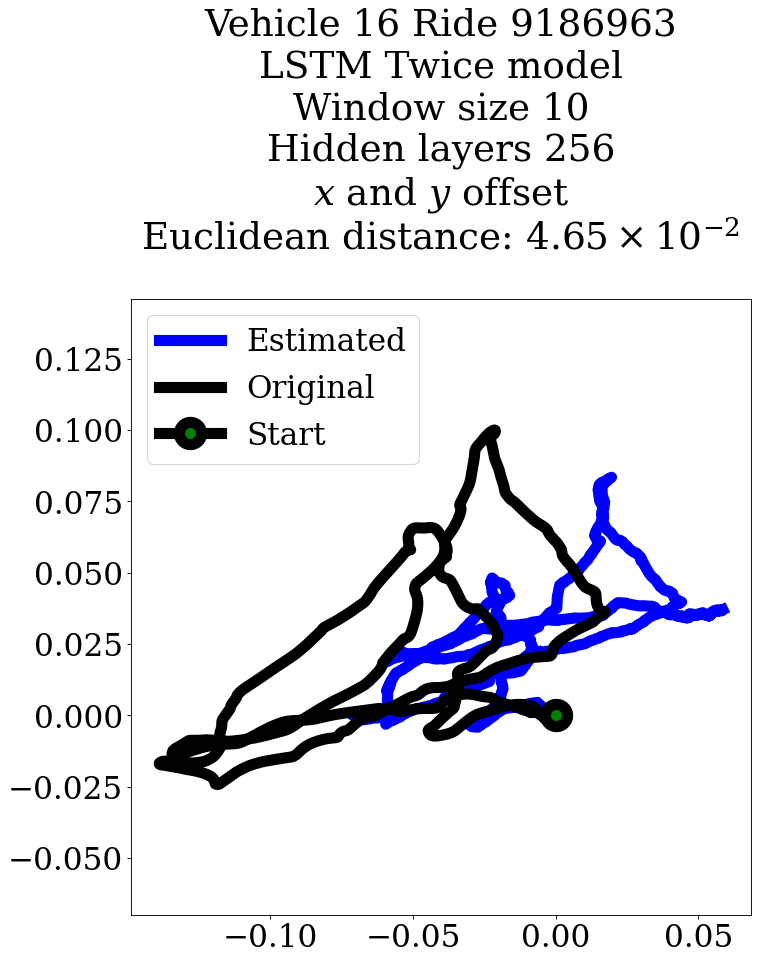 Vehicle 16 Ride 9186963
LSTM Twice model
Window size 10
Hidden layers 256
x and y offset
Euclidean distance: 4.65 × 10⁻²
Estimated
Original
Start
0.125
0.100
0.075
0.050
0.025
0.000
−0.025
−0.050
−0.10 −0.05 0.00 0.05